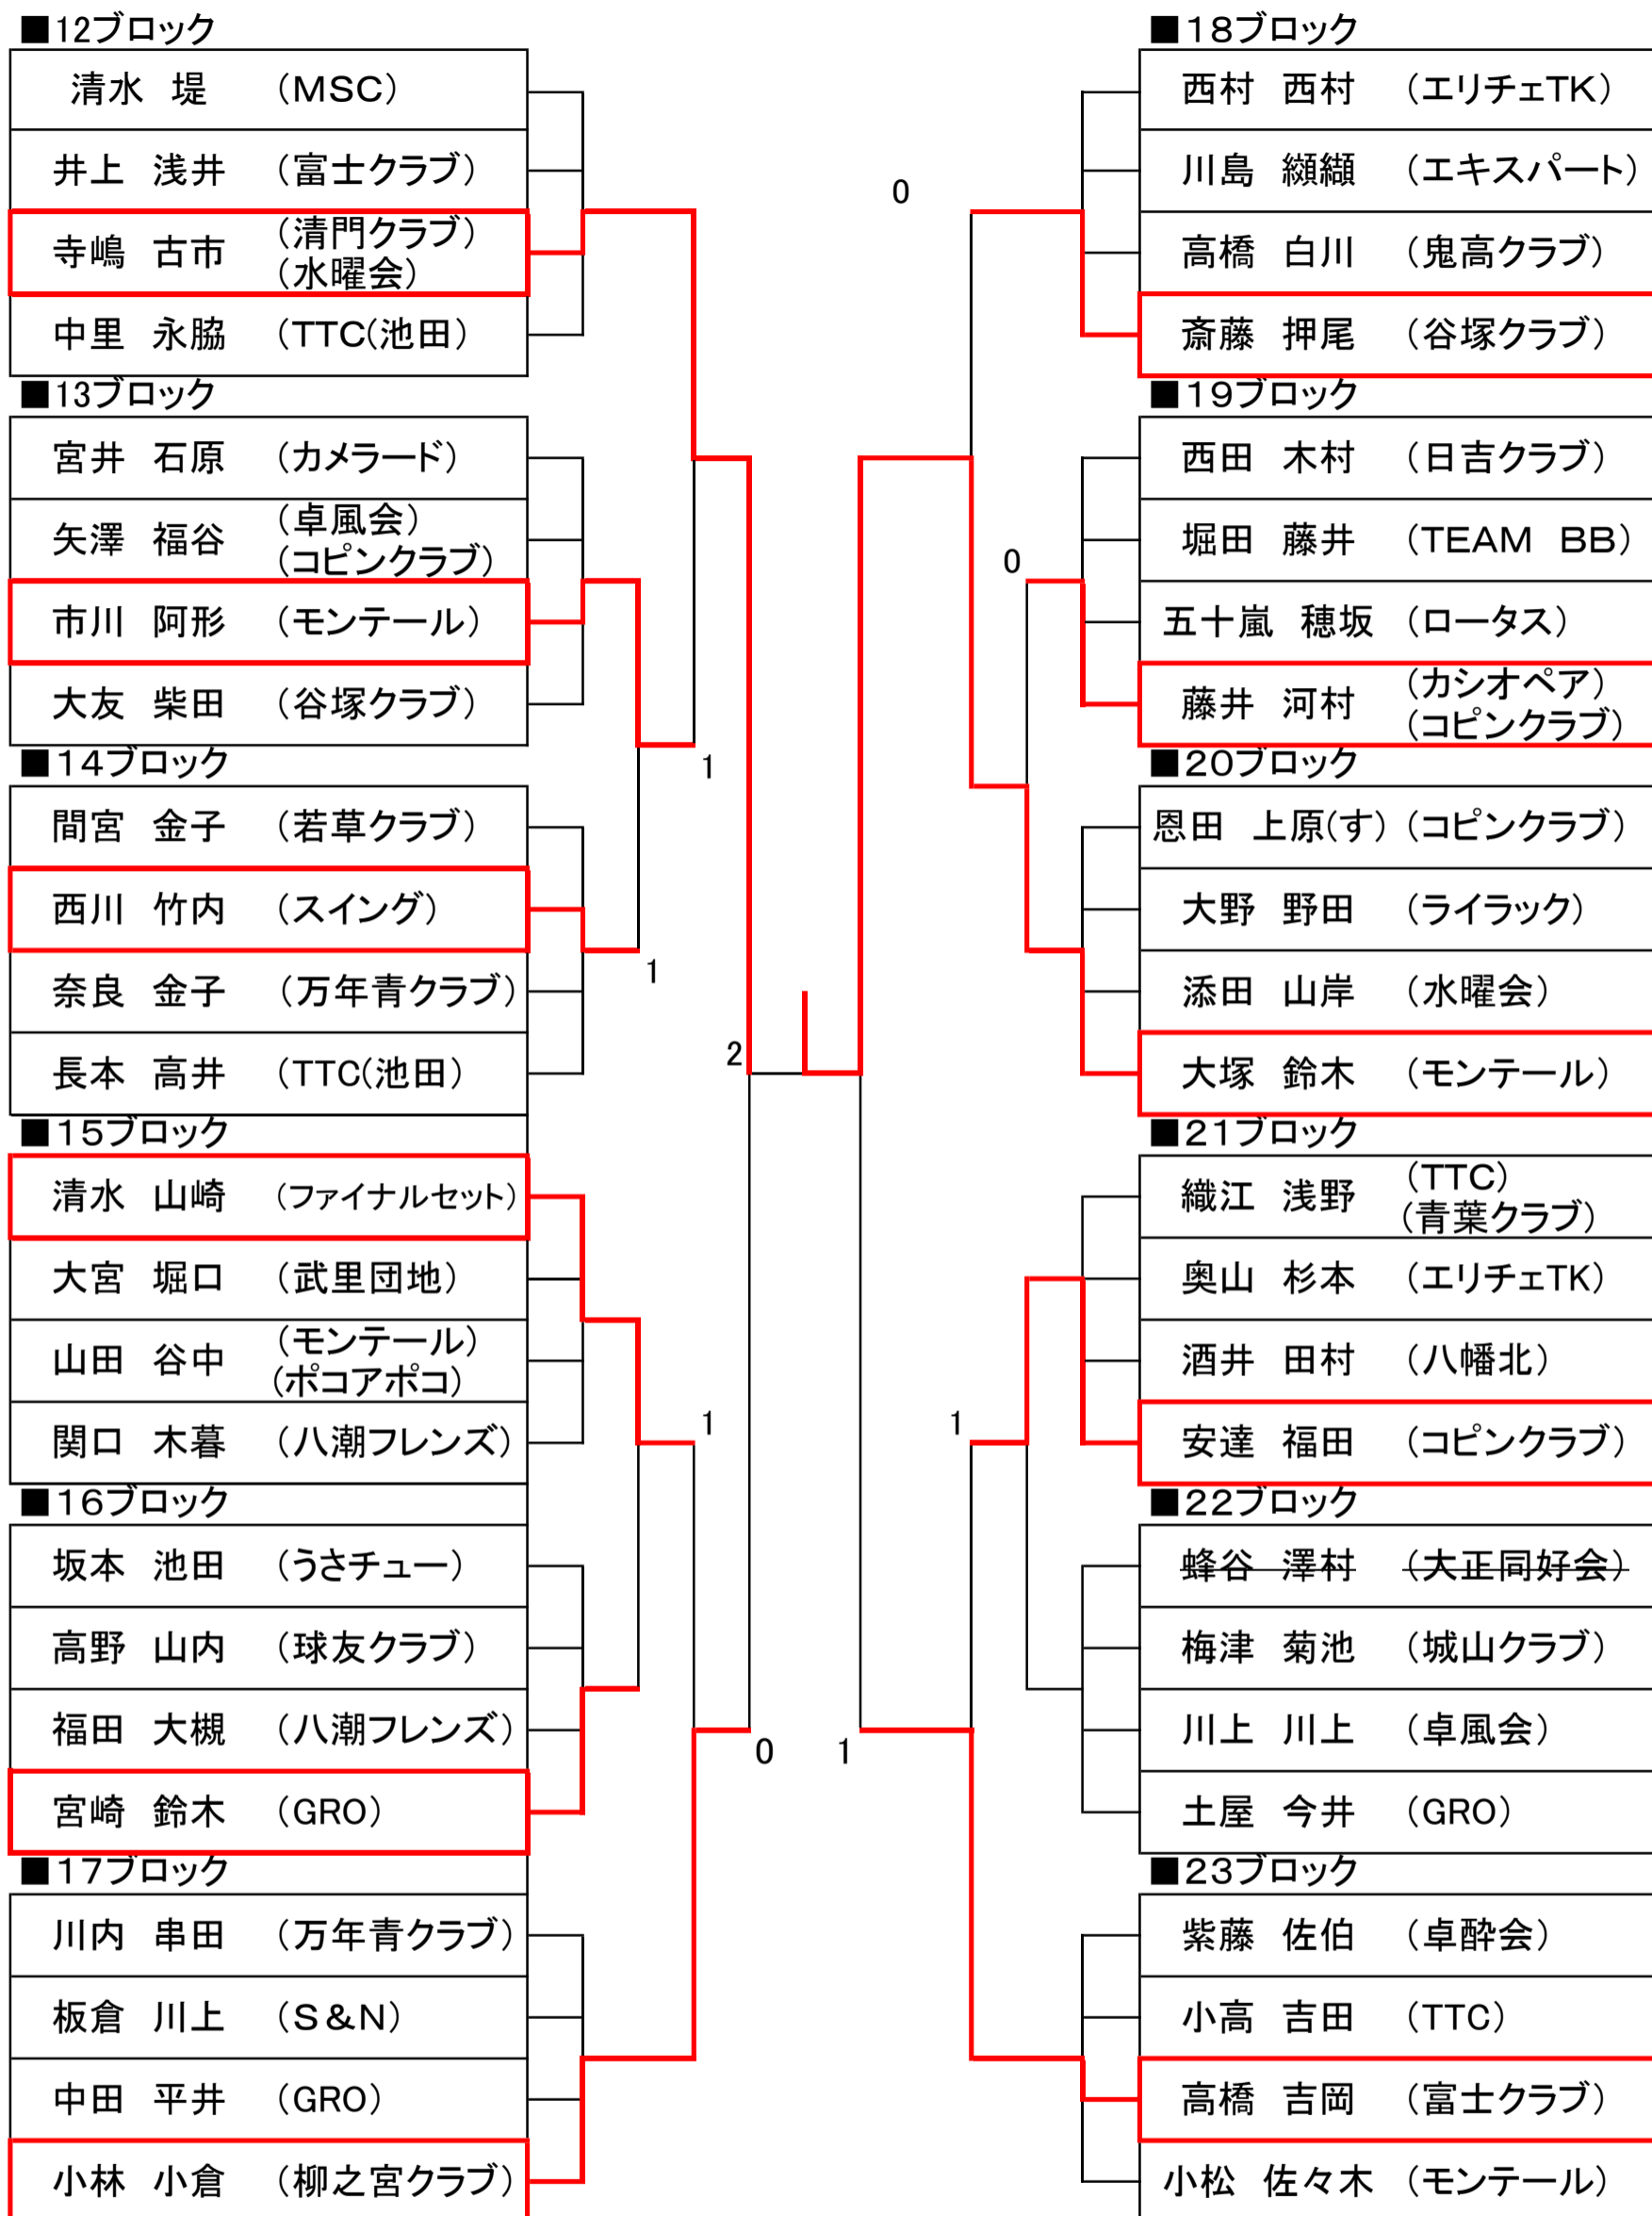 ■12ブロック
清水 堤 (MSC)
井上 浅井 (富士クラブ)
寺嶋 古市 (清門クラブ)
(水曜会)
中里 永脇 (TTC(池田)
■13ブロック
宮井 石原 (カメラード)
矢澤 福谷 (卓風会)
(コピンクラブ)
市川 阿形 (モンテール)
大友 柴田 (谷塚クラブ)
■14ブロック
間宮 金子 (若草クラブ)
西川 竹内 (スイング)
奈良 金子 (万年青クラブ)
長本 高井 (TTC(池田)
■15ブロック
清水 山崎 (ファイナルセット)
大宮 堀口 (武里団地)
山田 谷中 (モンテール)
(ポコアポコ)
関口 木暮 (八潮フレンズ)
■16ブロック
坂本 池田 (うさチュー)
高野 山内 (球友クラブ)
福田 大槻 (八潮フレンズ)
宮崎 鈴木 (GRO)
■17ブロック
川内 串田 (万年青クラブ)
板倉 川上 (S&N)
中田 平井 (GRO)
小林 小倉 (柳之宮クラブ)
1
1
2
1
0
0
0
1
1
■18ブロック
西村 西村 (エリチェTK)
川島 纐纈 (エキスパート)
高橋 白川 (鬼高クラブ)
斎藤 押尾 (谷塚クラブ)
■19ブロック
西田 木村 (日吉クラブ)
堀田 藤井 (TEAM BB)
五十嵐 穂坂 (ロータス)
藤井 河村 (カシオペア)
(コピンクラブ)
■20ブロック
恩田 上原(す) (コピンクラブ)
大野 野田 (ライラック)
添田 山岸 (水曜会)
大塚 鈴木 (モンテール)
■21ブロック
織江 浅野 (TTC)
(青葉クラブ)
奥山 杉本 (エリチェTK)
酒井 田村 (八幡北)
安達 福田 (コピンクラブ)
■22ブロック
蜂谷 澤村 (大正同好会)
梅津 菊池 (城山クラブ)
川上 川上 (卓風会)
土屋 今井 (GRO)
■23ブロック
紫藤 佐伯 (卓酔会)
小高 吉田 (TTC)
高橋 吉岡 (富士クラブ)
小松 佐々木 (モンテール)